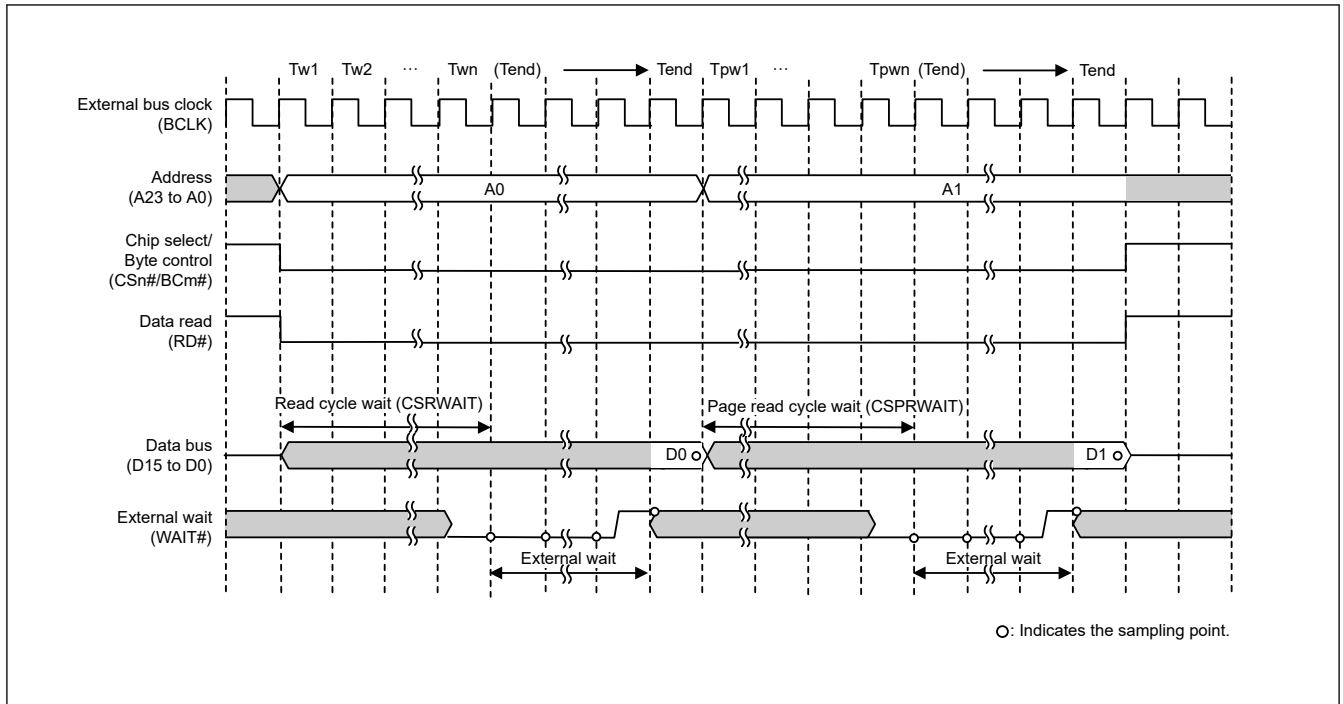 Tw1 Tw2 ... Twn (Tend) Tend Tpw1 ... Tpwn (Tend) Tend
External bus clock
(BCLK)
Address
(A23 to A0)
A0 A1
Chip select/
Byte control
(CSn#/BCm#)
Data read
(RD#)
Read cycle wait (CSRWAIT) Page read cycle wait (CSPRWAIT)
Data bus
(D15 to D0)
D0 D1
External wait
(WAIT#)
External wait External wait
: Indicates the sampling point.